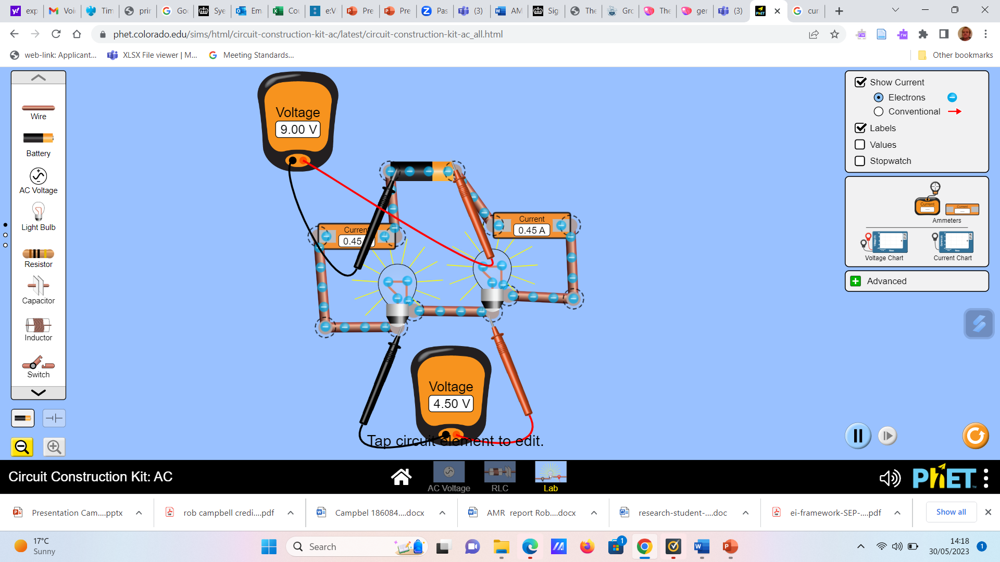 exp
Voi
Tim
prir
Goo
Sye
Em
Cou
e:V
Pre
Pre
Pas
(3)
AM
Sig
The
Gro
The
ger
(3)
cur
phet.colorado.edu/sims/html/circuit-construction-kit-ac/latest/circuit-construction-kit-ac_all.html
web-link: Applicant...
XLSX File viewer | M...
Meeting Standards...
Other bookmarks
Wire
Battery
AC Voltage
Light Bulb
Resistor
Capacitor
Inductor
Switch
Voltage
9.00 V
Current
0.45
Current
0.45 A
Voltage
4.50 V
Tap circuit element to edit.
Show Current
Electrons
Conventional
Labels
Values
Stopwatch
Current
Current
Ammeters
Voltage Chart
Current Chart
Advanced
Circuit Construction Kit: AC
AC Voltage
RLC
Lab
PhET
Presentation Cam....pptx
rob campbell credi....pdf
Campbel 186084....docx
AMR report Rob....docx
research-student-....doc
ei-framework-SEP-....pdf
Show all
17°C
Sunny
Search
1
14:18
30/05/2023
1